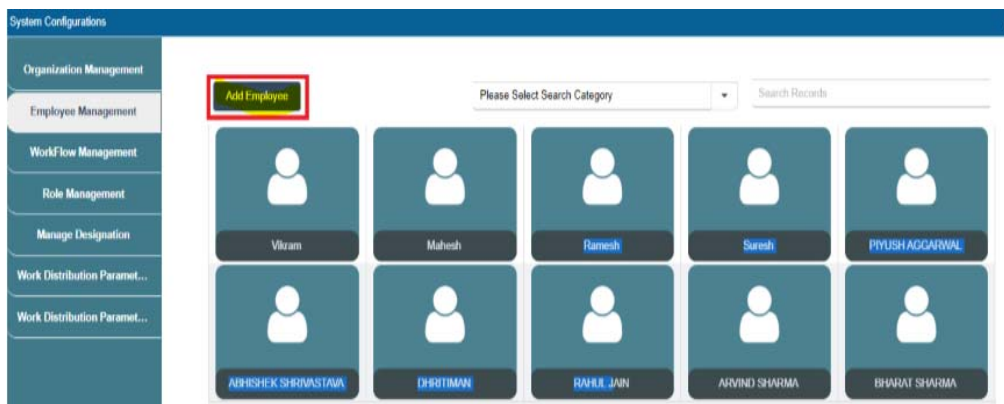 System Configurations
Organization Management
Employee Management
WorkFlow Management
Role Management
Manage Designation
Work Distribution Paramet...
Work Distribution Paramet...
Add Employee
Please Select Search Category
Search Records
Vikram
Mahesh
Ramesh
Suresh
PIYUSH AGGARWAL
ABHISHEK SHRIVASTAVA
DHRITIMAN
RAHUL JAIN
ARVIND SHARMA
BHARAT SHARMA